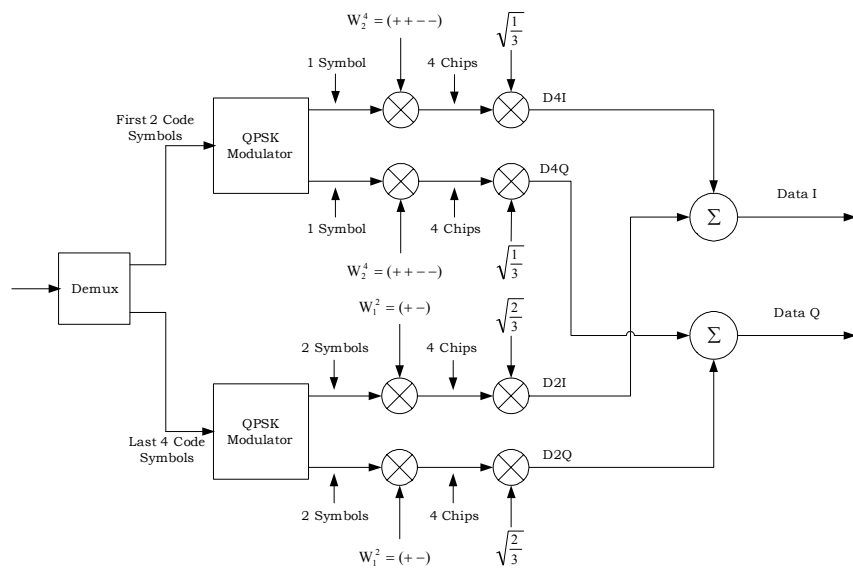 W₂⁴ = (+ + − −)
√(1/3)
1 Symbol
4 Chips
D4I
First 2 Code
Symbols
QPSK
Modulator
D4Q
Data I
Σ
1 Symbol
4 Chips
W₂⁴ = (+ + − −)
√(1/3)
Demux
W₁² = (+ −)
√(2/3)
Data Q
Σ
2 Symbols
4 Chips
D2I
QPSK
Modulator
Last 4 Code
Symbols
D2Q
2 Symbols
4 Chips
W₁² = (+ −)
√(2/3)